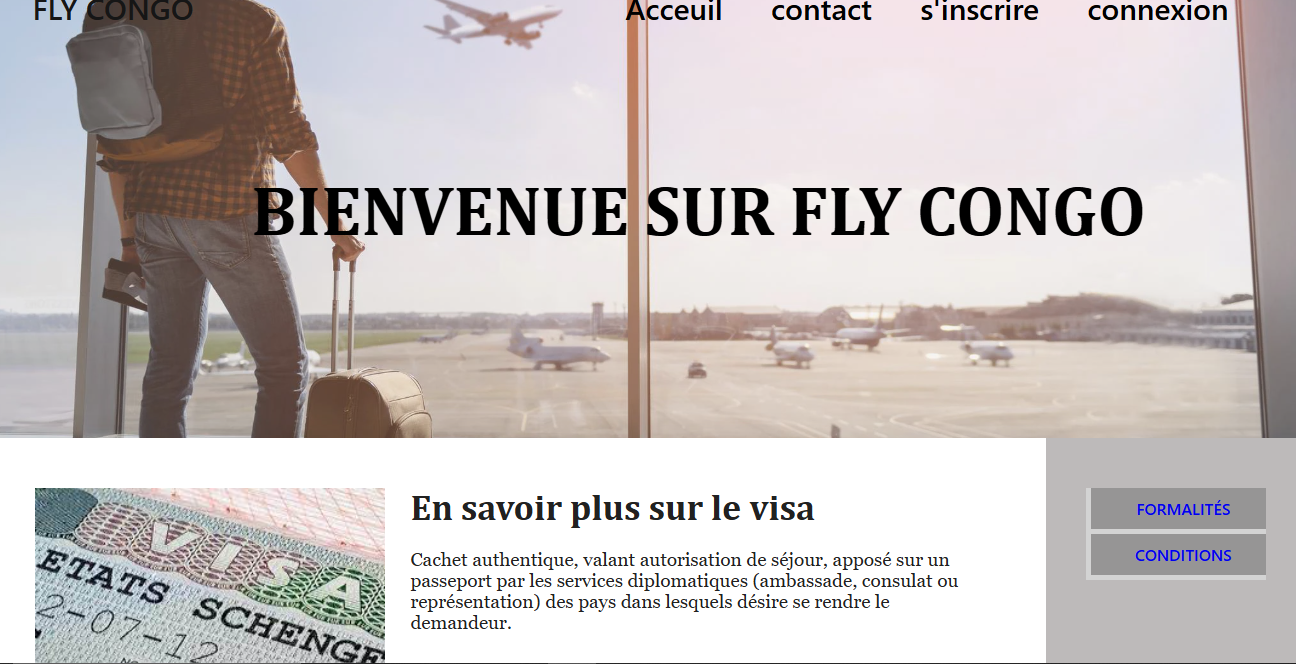 FLY CONGO
Acceuil contact s'inscrire connexion
BIENVENUE SUR FLY CONGO
En savoir plus sur le visa
Cachet authentique, valant autorisation de séjour, apposé sur un
passeport par les services diplomatiques (ambassade, consulat ou
représentation) des pays dans lesquels désire se rendre le
demandeur.
FORMALITÉS
CONDITIONS
VISA
ETATS SCHENGE
2-07-12